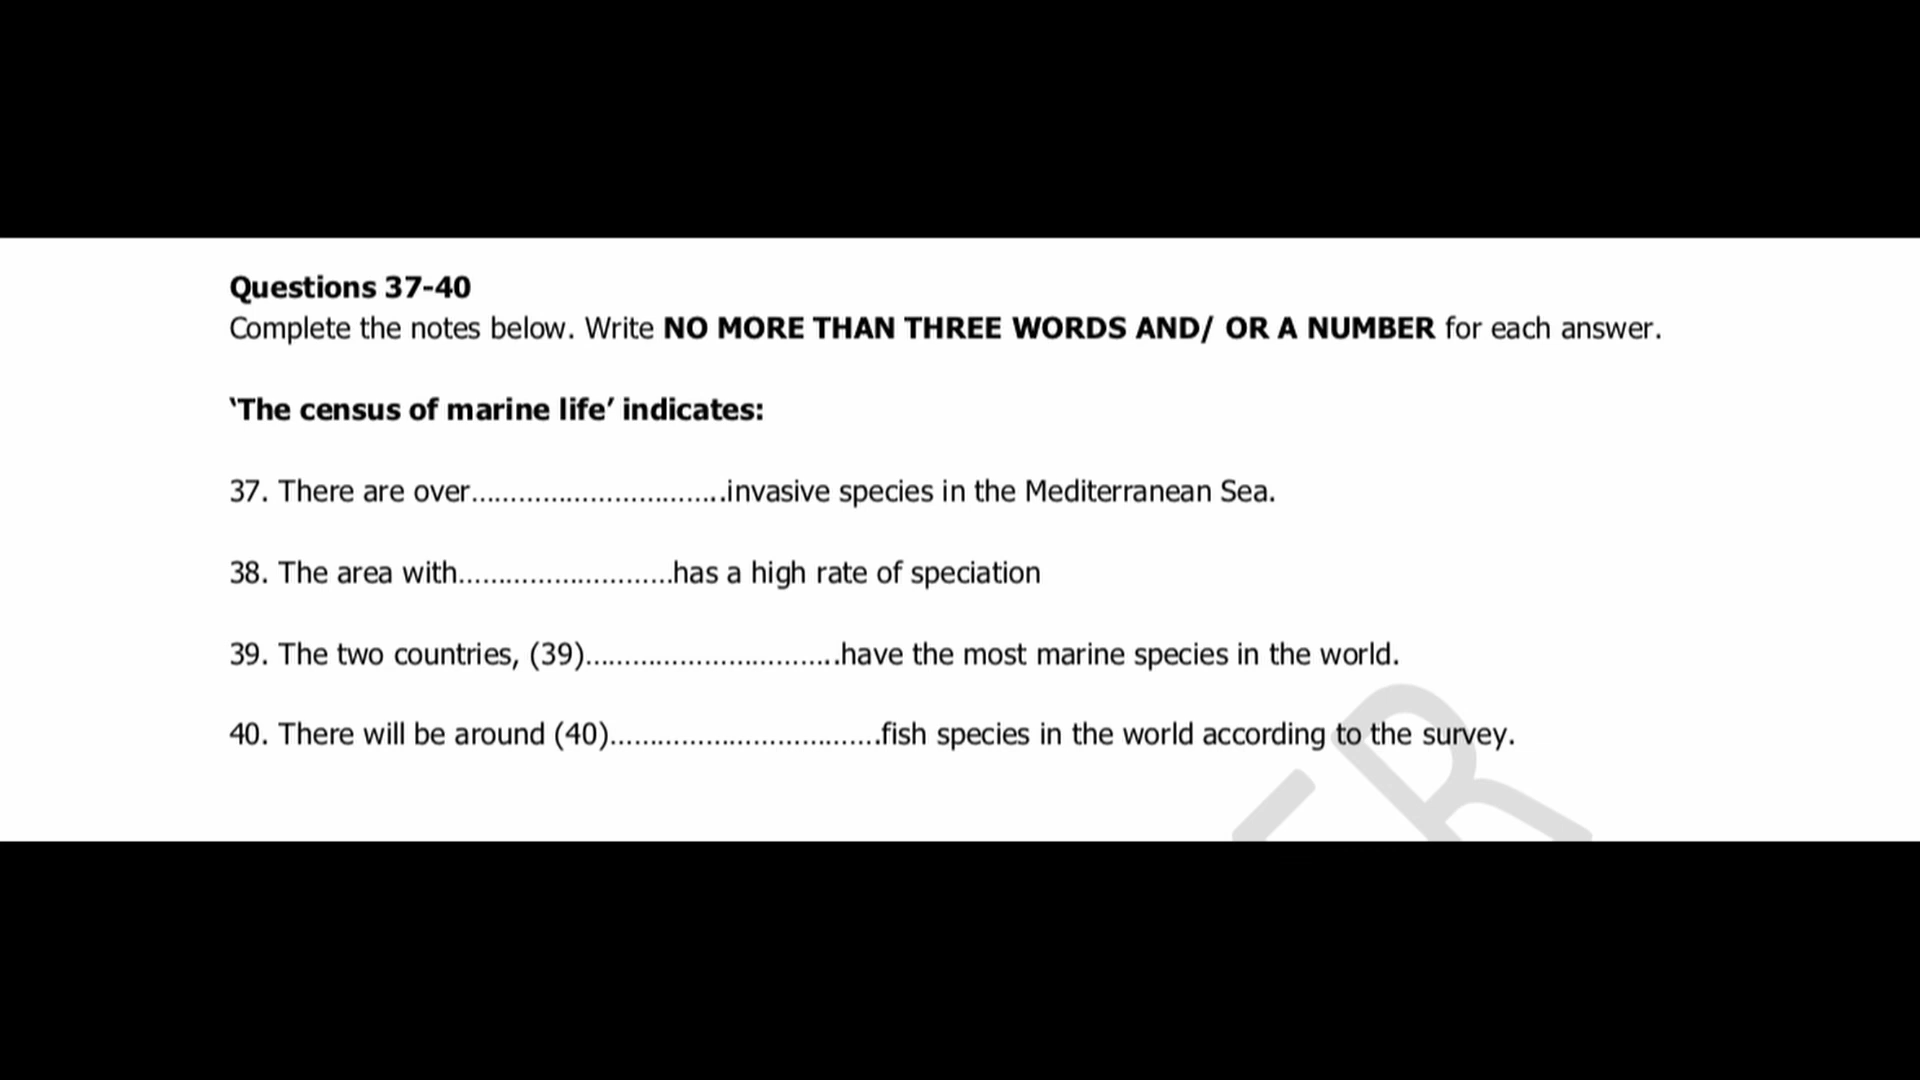 Questions 37-40
Complete the notes below. Write NO MORE THAN THREE WORDS AND/ OR A NUMBER for each answer.
‘The census of marine life’ indicates:
37. There are over................................invasive species in the Mediterranean Sea.
38. The area with...........................has a high rate of speciation
39. The two countries, (39)................................have the most marine species in the world.
40. There will be around (40)..................................fish species in the world according to the survey.